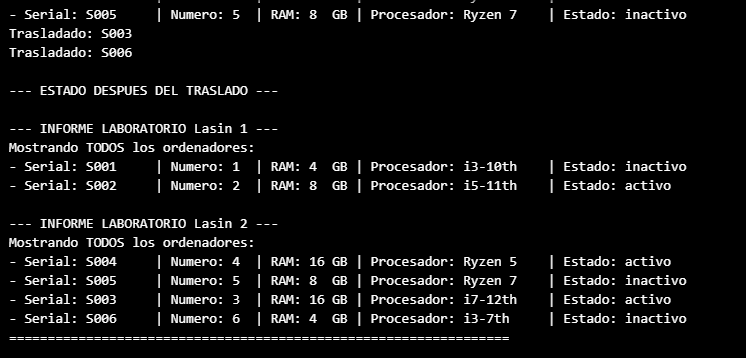 - Serial: S005     | Numero: 5  | RAM: 8  GB | Procesador: Ryzen 7    | Estado: inactivo
Trasladado: S003
Trasladado: S006

--- ESTADO DESPUES DEL TRASLADO ---

--- INFORME LABORATORIO Lasin 1 ---
Mostrando TODOS los ordenadores:
- Serial: S001     | Numero: 1  | RAM: 4  GB | Procesador: i3-10th    | Estado: inactivo
- Serial: S002     | Numero: 2  | RAM: 8  GB | Procesador: i5-11th    | Estado: activo

--- INFORME LABORATORIO Lasin 2 ---
Mostrando TODOS los ordenadores:
- Serial: S004     | Numero: 4  | RAM: 16 GB | Procesador: Ryzen 5    | Estado: activo
- Serial: S005     | Numero: 5  | RAM: 8  GB | Procesador: Ryzen 7    | Estado: inactivo
- Serial: S003     | Numero: 3  | RAM: 16 GB | Procesador: i7-12th    | Estado: activo
- Serial: S006     | Numero: 6  | RAM: 4  GB | Procesador: i3-7th     | Estado: inactivo
=================================================================